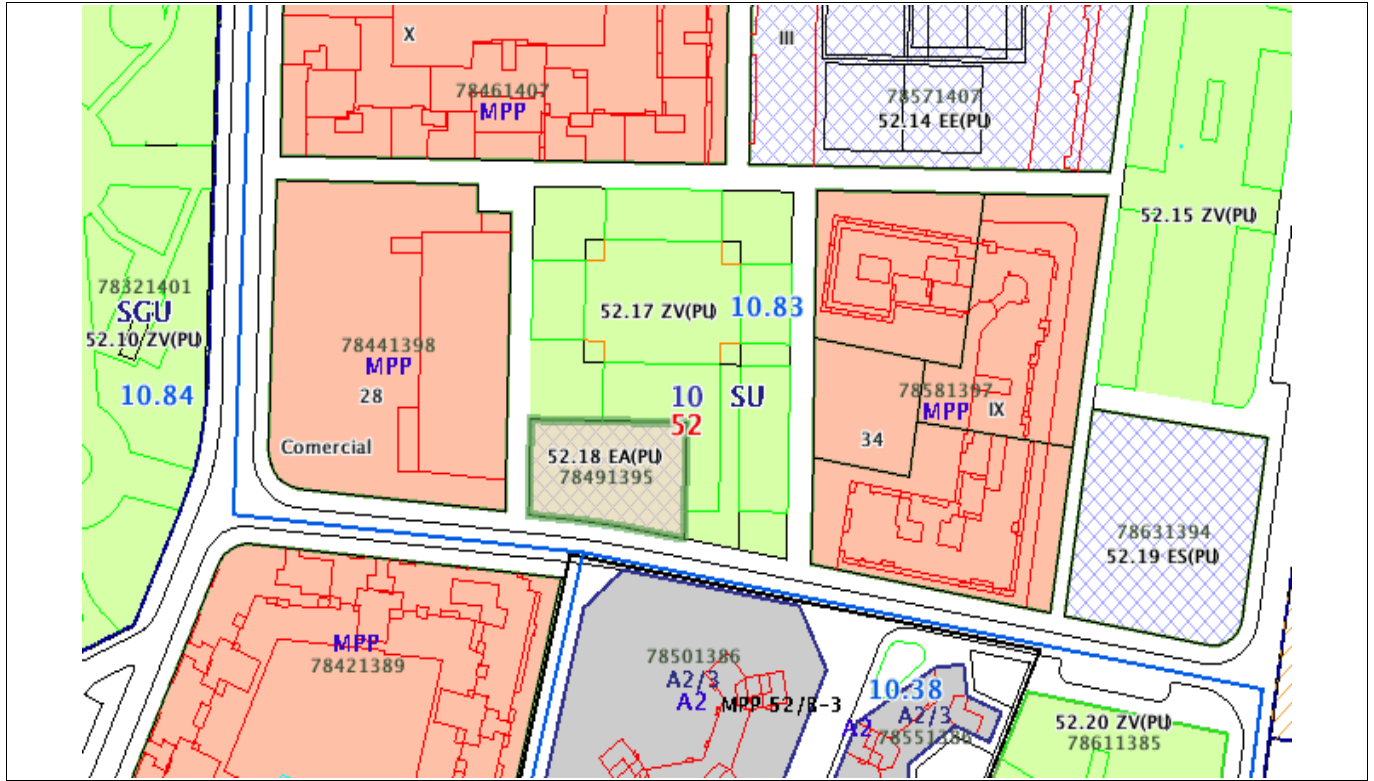 X
III
78461407
MPP
78571407
52.14 EE(PU)
52.15 ZV(PU)
78321401
SGU
52.10 ZV(PU)
10.84
78441398
MPP
28
Comercial
52.17 ZV(PU)
10.83
10
SU
52
52.18 EA(PU)
78491395
78581397
MPP
IX
34
78631394
52.19 ES(PU)
MPP
78421389
78501386
A2/3
A2
MPP 52/R-3
10.38
A2/3
A2
78551386
52.20 ZV(PU)
78611385